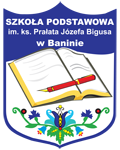 SZKOŁA PODSTAWOWA
im. ks. Prałata Józefa Bigusa
w Baninie